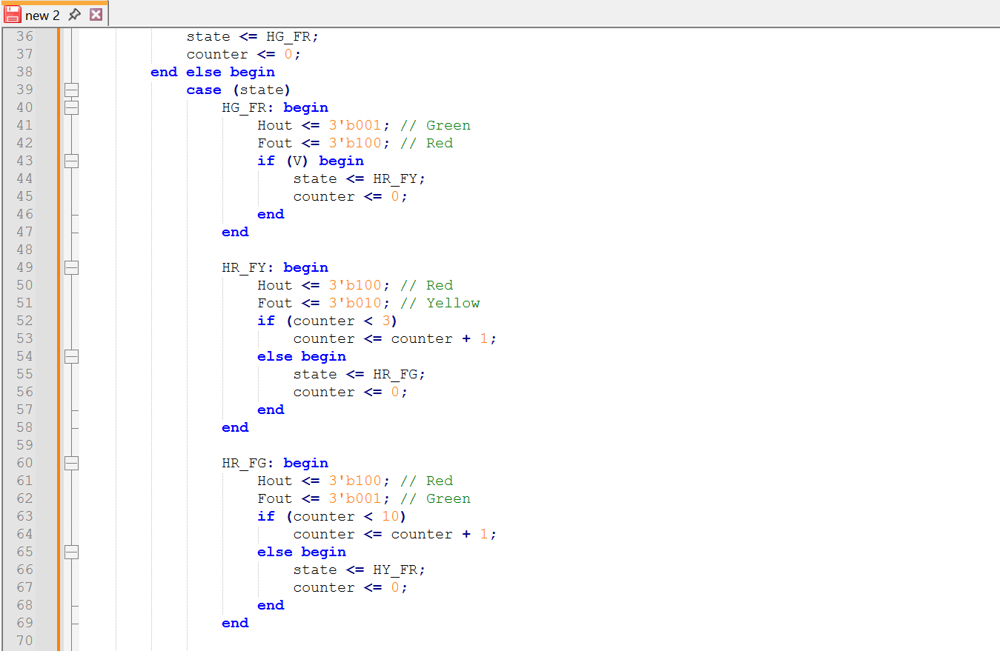 new 2
36 state <= HG_FR;
37 counter <= 0;
38 end else begin
39 case (state)
40 HG_FR: begin
41 Hout <= 3'b001; // Green
42 Fout <= 3'b100; // Red
43 if (V) begin
44 state <= HR_FY;
45 counter <= 0;
46 end
47 end
48
49 HR_FY: begin
50 Hout <= 3'b100; // Red
51 Fout <= 3'b010; // Yellow
52 if (counter < 3)
53 counter <= counter + 1;
54 else begin
55 state <= HR_FG;
56 counter <= 0;
57 end
58 end
59
60 HR_FG: begin
61 Hout <= 3'b100; // Red
62 Fout <= 3'b001; // Green
63 if (counter < 10)
64 counter <= counter + 1;
65 else begin
66 state <= HY_FR;
67 counter <= 0;
68 end
69 end
70